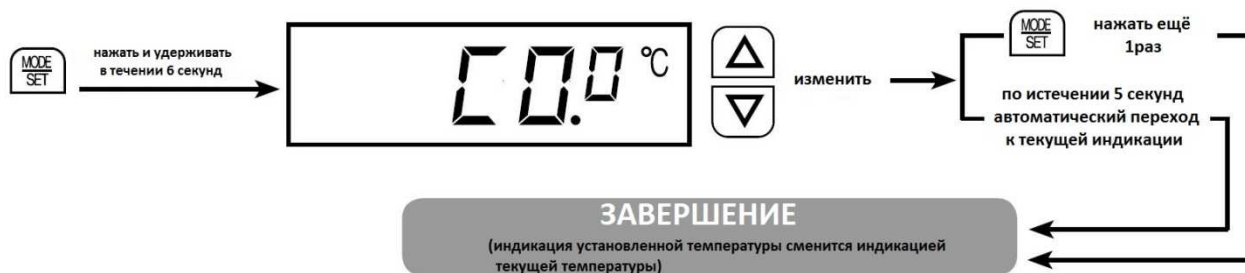 MODE
SET
нажать и удерживать
в течении 6 секунд
C0.0 °C
изменить
MODE
SET
нажать ещё
1раз
по истечении 5 секунд
автоматический переход
к текущей индикации
ЗАВЕРШЕНИЕ
(индикация установленной температуры сменится индикацией
текущей температуры)